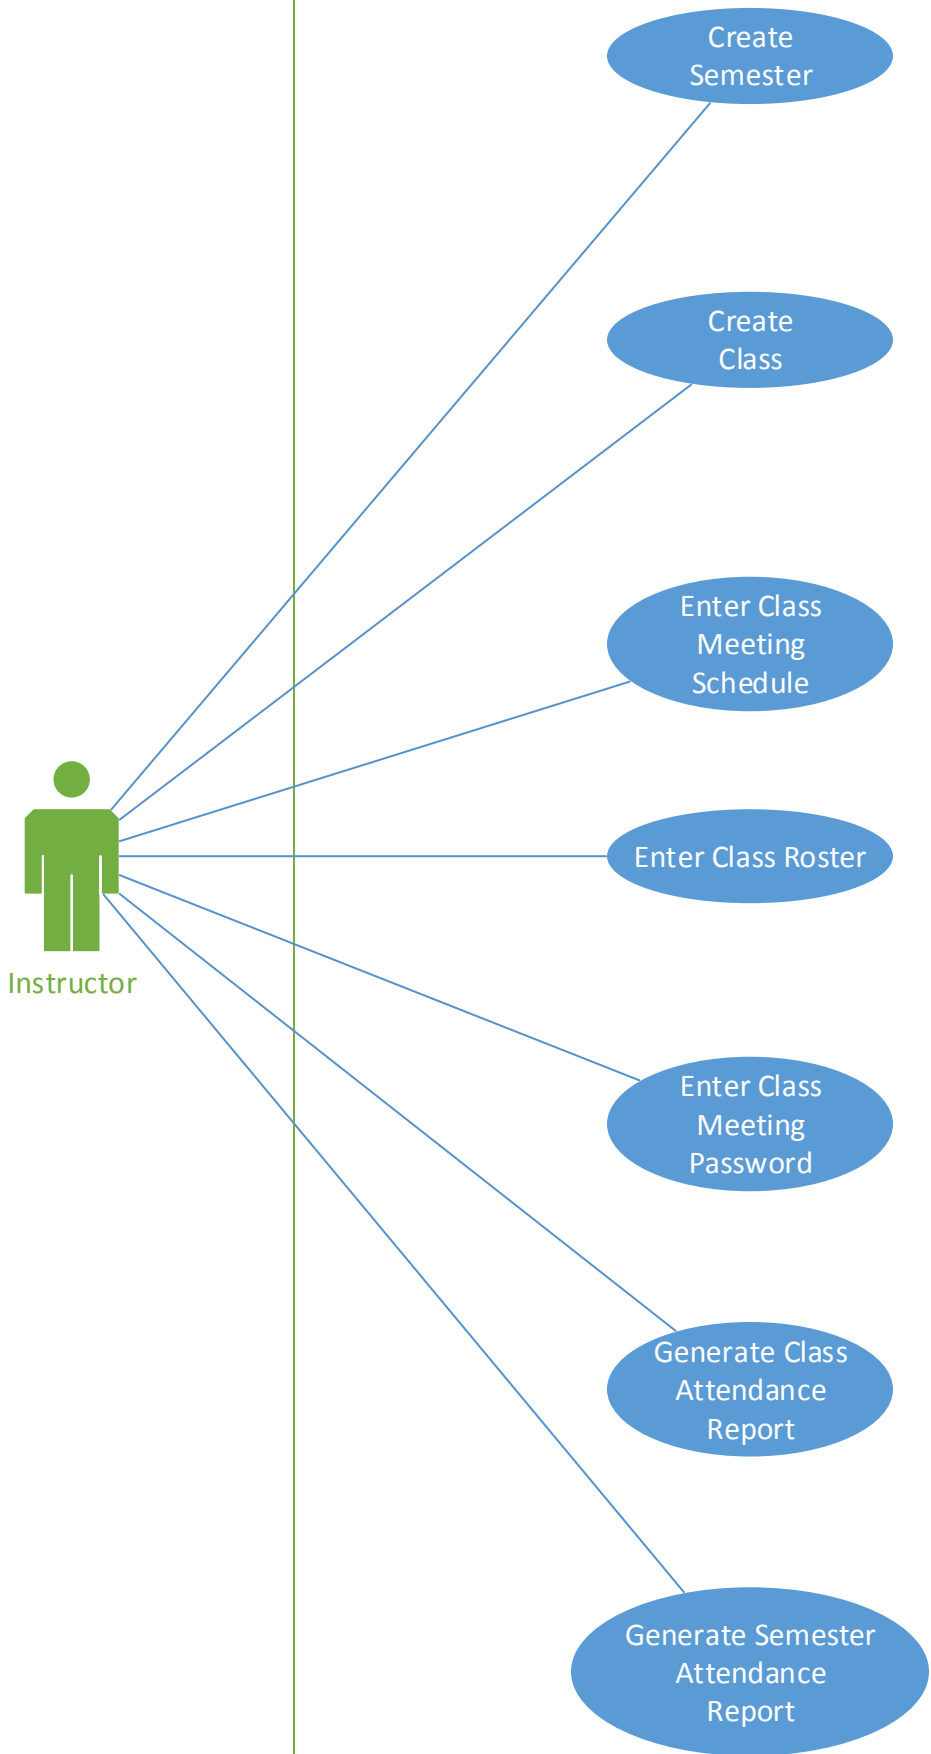 Create
Semester
Create
Class
Enter Class
Meeting
Schedule
Enter Class Roster
Instructor
Enter Class
Meeting
Password
Generate Class
Attendance
Report
Generate Semester
Attendance
Report